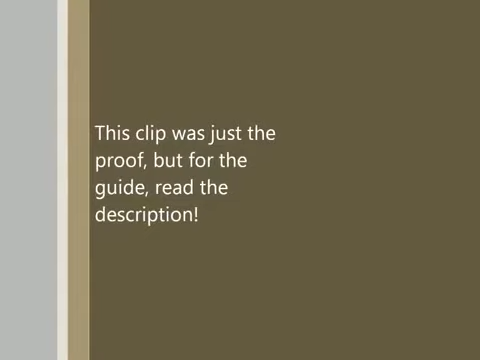 This clip was just the
proof, but for the
guide, read the
description!